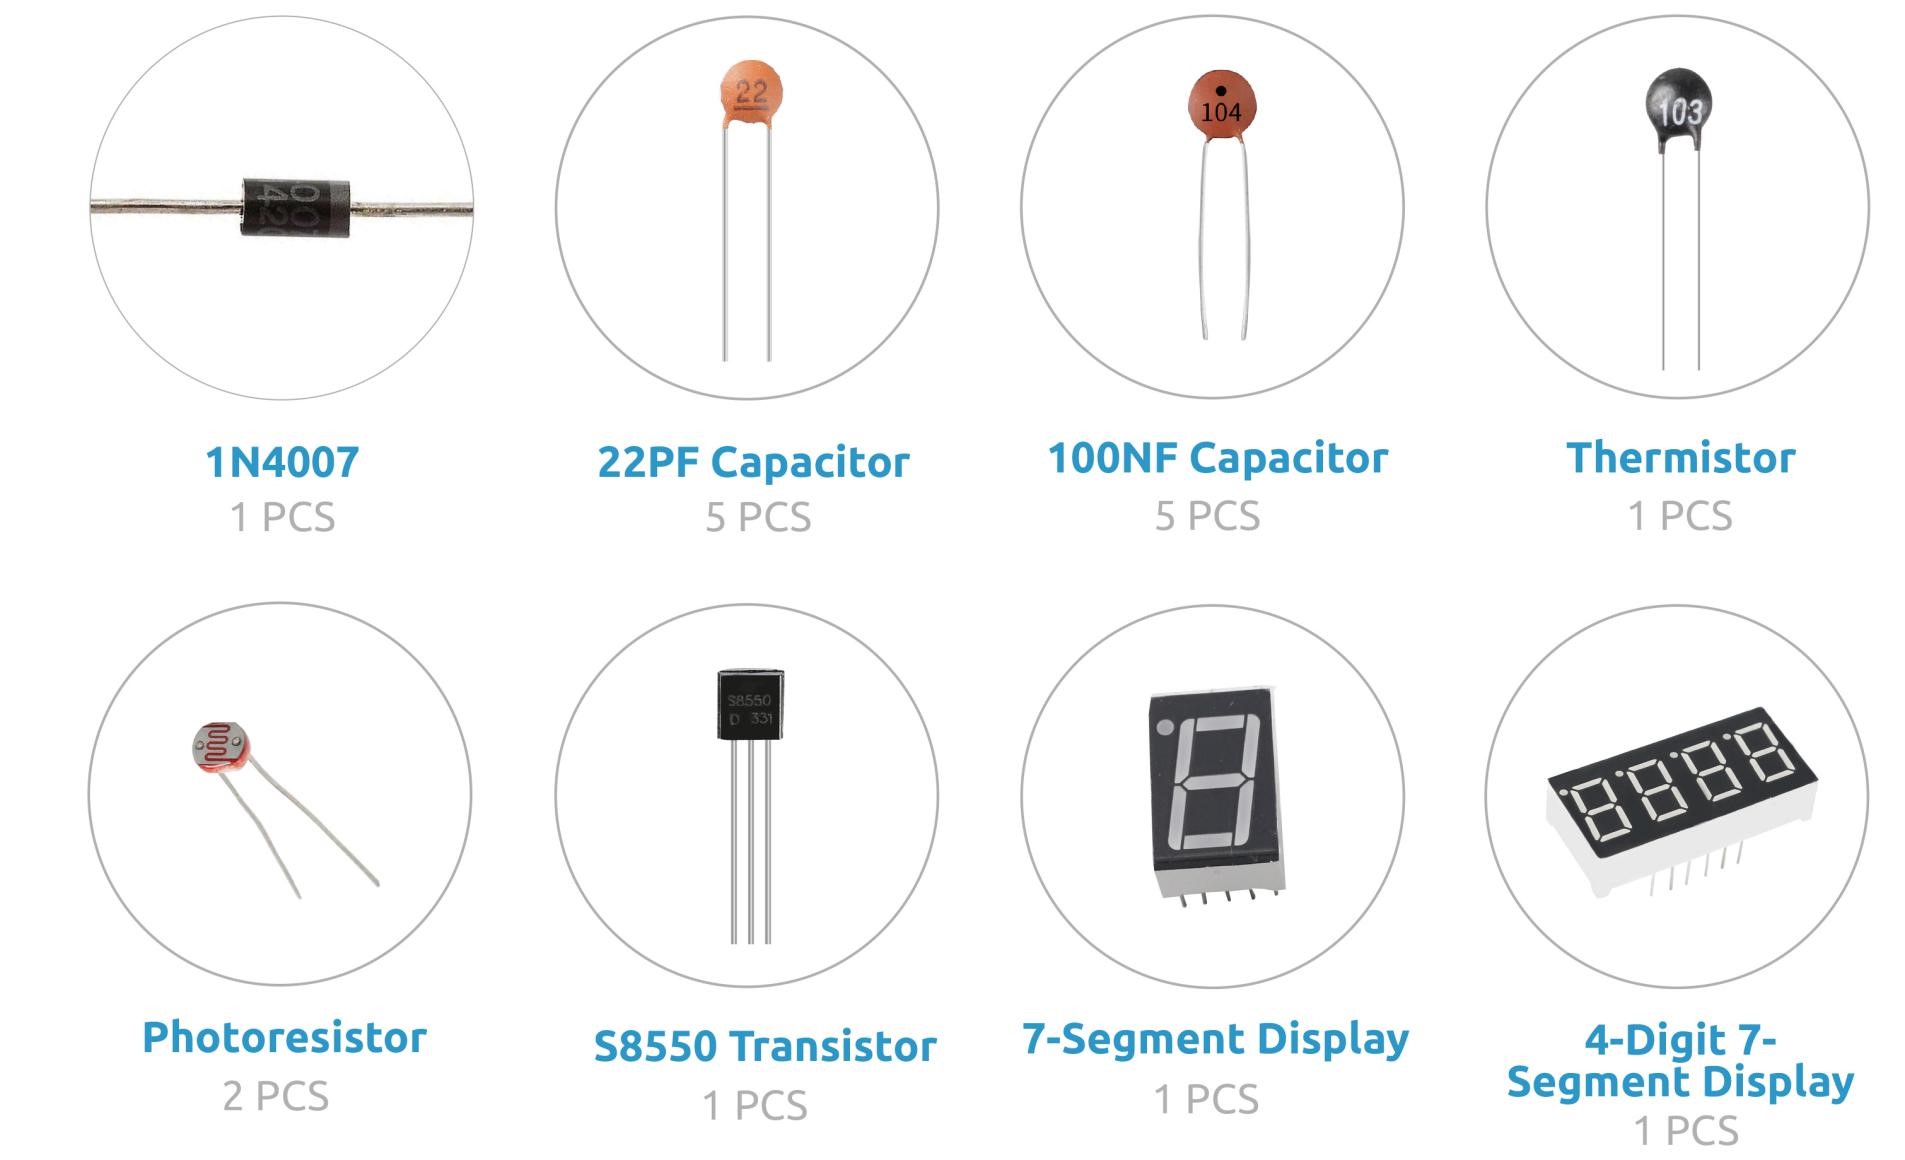 004
42
22
104
103
1N4007
22PF Capacitor
100NF Capacitor
Thermistor
1 PCS
5 PCS
5 PCS
1 PCS
S8550
D 331
Photoresistor
S8550 Transistor
7-Segment Display
4-Digit 7-
Segment Display
2 PCS
1 PCS
1 PCS
1 PCS